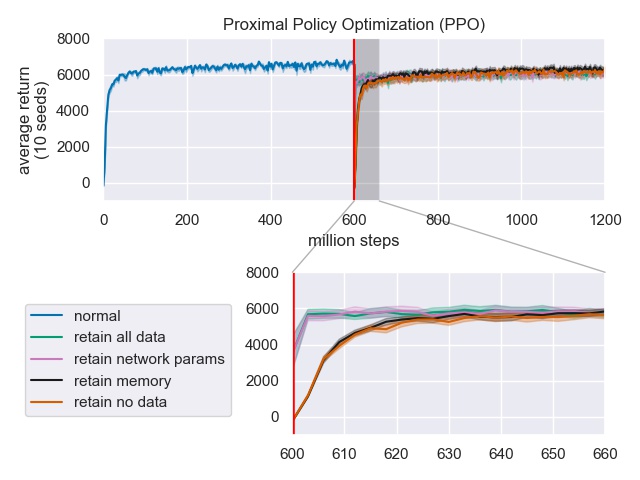 Proximal Policy Optimization (PPO)
average return
(10 seeds)
8000
6000
4000
2000
0
0
200
400
600
800
1000
1200
million steps
normal
retain all data
retain network params
retain memory
retain no data
8000
6000
4000
2000
0
600
610
620
630
640
650
660